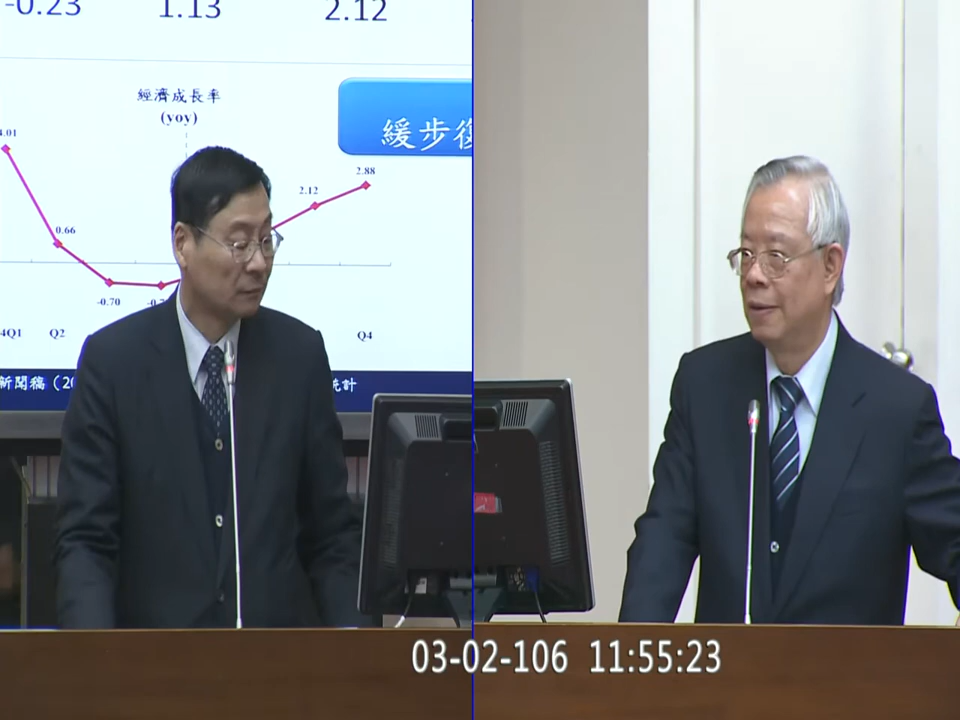 -0.23 1.13 2.12
經濟成長率
(yoy)
緩步復
4.01
2.88
2.12
0.66
-0.70
4Q1 Q2 Q4
新聞稿（20
統計
03-02-106 11:55:23